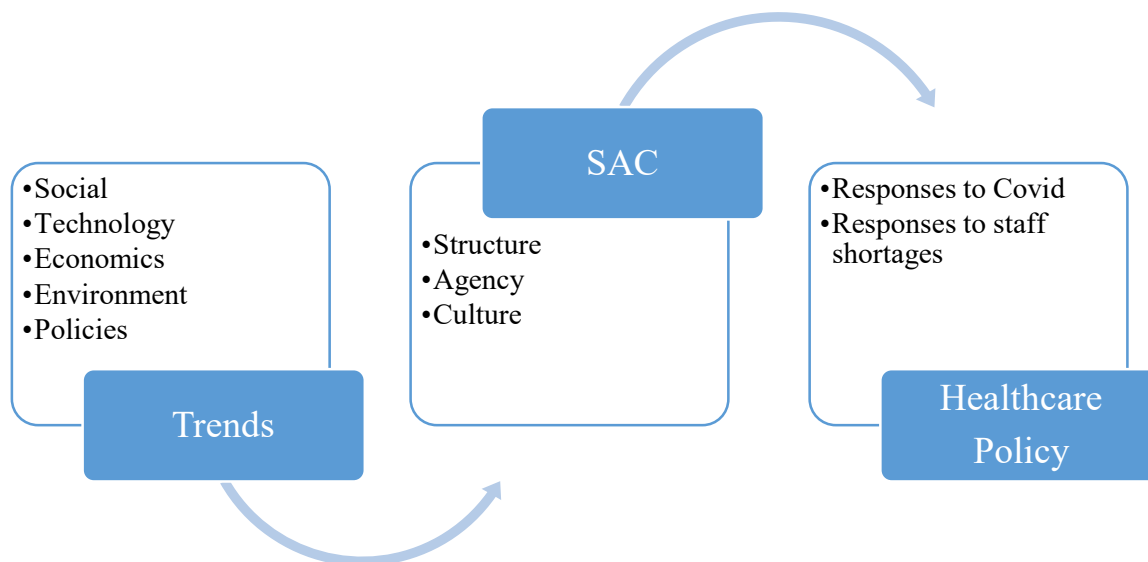 •Social
•Technology
•Economics
•Environment
•Policies
Trends
SAC
•Structure
•Agency
•Culture
•Responses to Covid
•Responses to staff
shortages
Healthcare
Policy